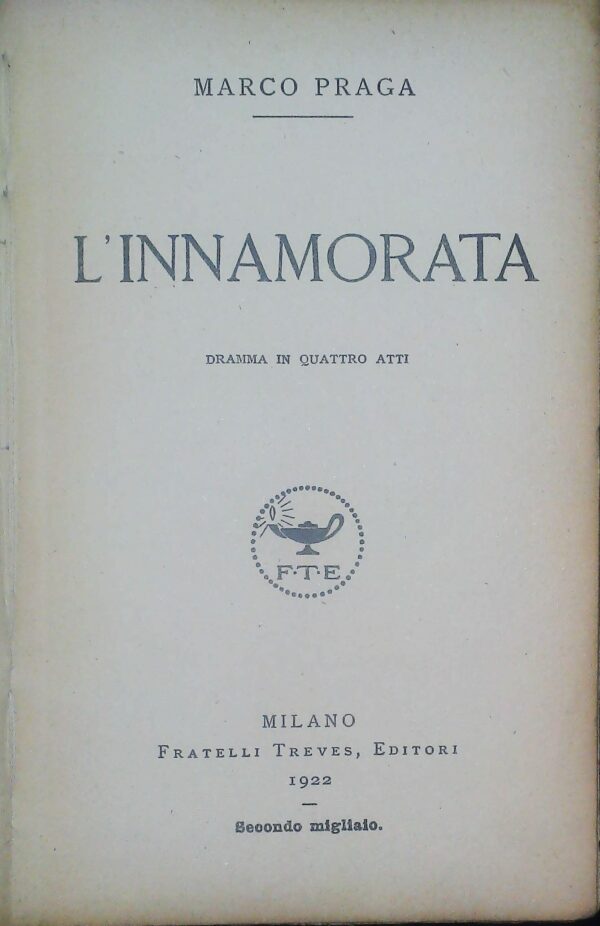 MARCO PRAGA
L'INNAMORATA
DRAMMA IN QUATTRO ATTI
F·T·E
MILANO
FRATELLI TREVES, EDITORI
1922
Secondo migliaio.